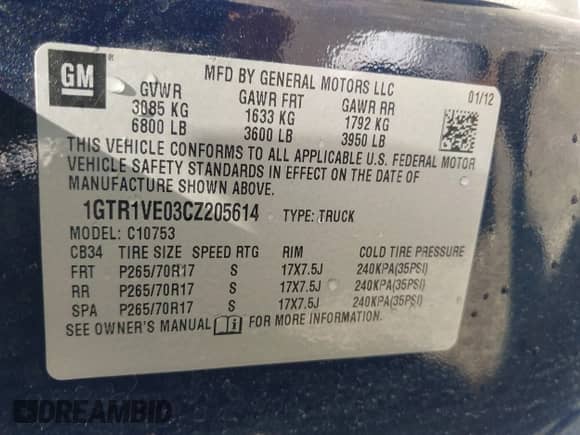 GM
MFD BY GENERAL MOTORS LLC
01/12
GVWR GAWR FRT GAWR RR
3085 KG 1633 KG 1792 KG
6800 LB 3600 LB 3950 LB
THIS VEHICLE CONFORMS TO ALL APPLICABLE U.S. FEDERAL MOTOR
VEHICLE SAFETY STANDARDS IN EFFECT ON THE DATE OF
MANUFACTURE SHOWN ABOVE.
1GTR1VE03CZ205614 TYPE: TRUCK
MODEL: C10753
CB34 TIRE SIZE SPEED RTG RIM COLD TIRE PRESSURE
FRT P265/70R17 S 17X7.5J 240KPA(35PSI)
RR P265/70R17 S 17X7.5J 240KPA(35PSI)
SPA P265/70R17 S 17X7.5J 240KPA(35PSI)
SEE OWNER'S MANUAL FOR MORE INFORMATION.
DREAMBID